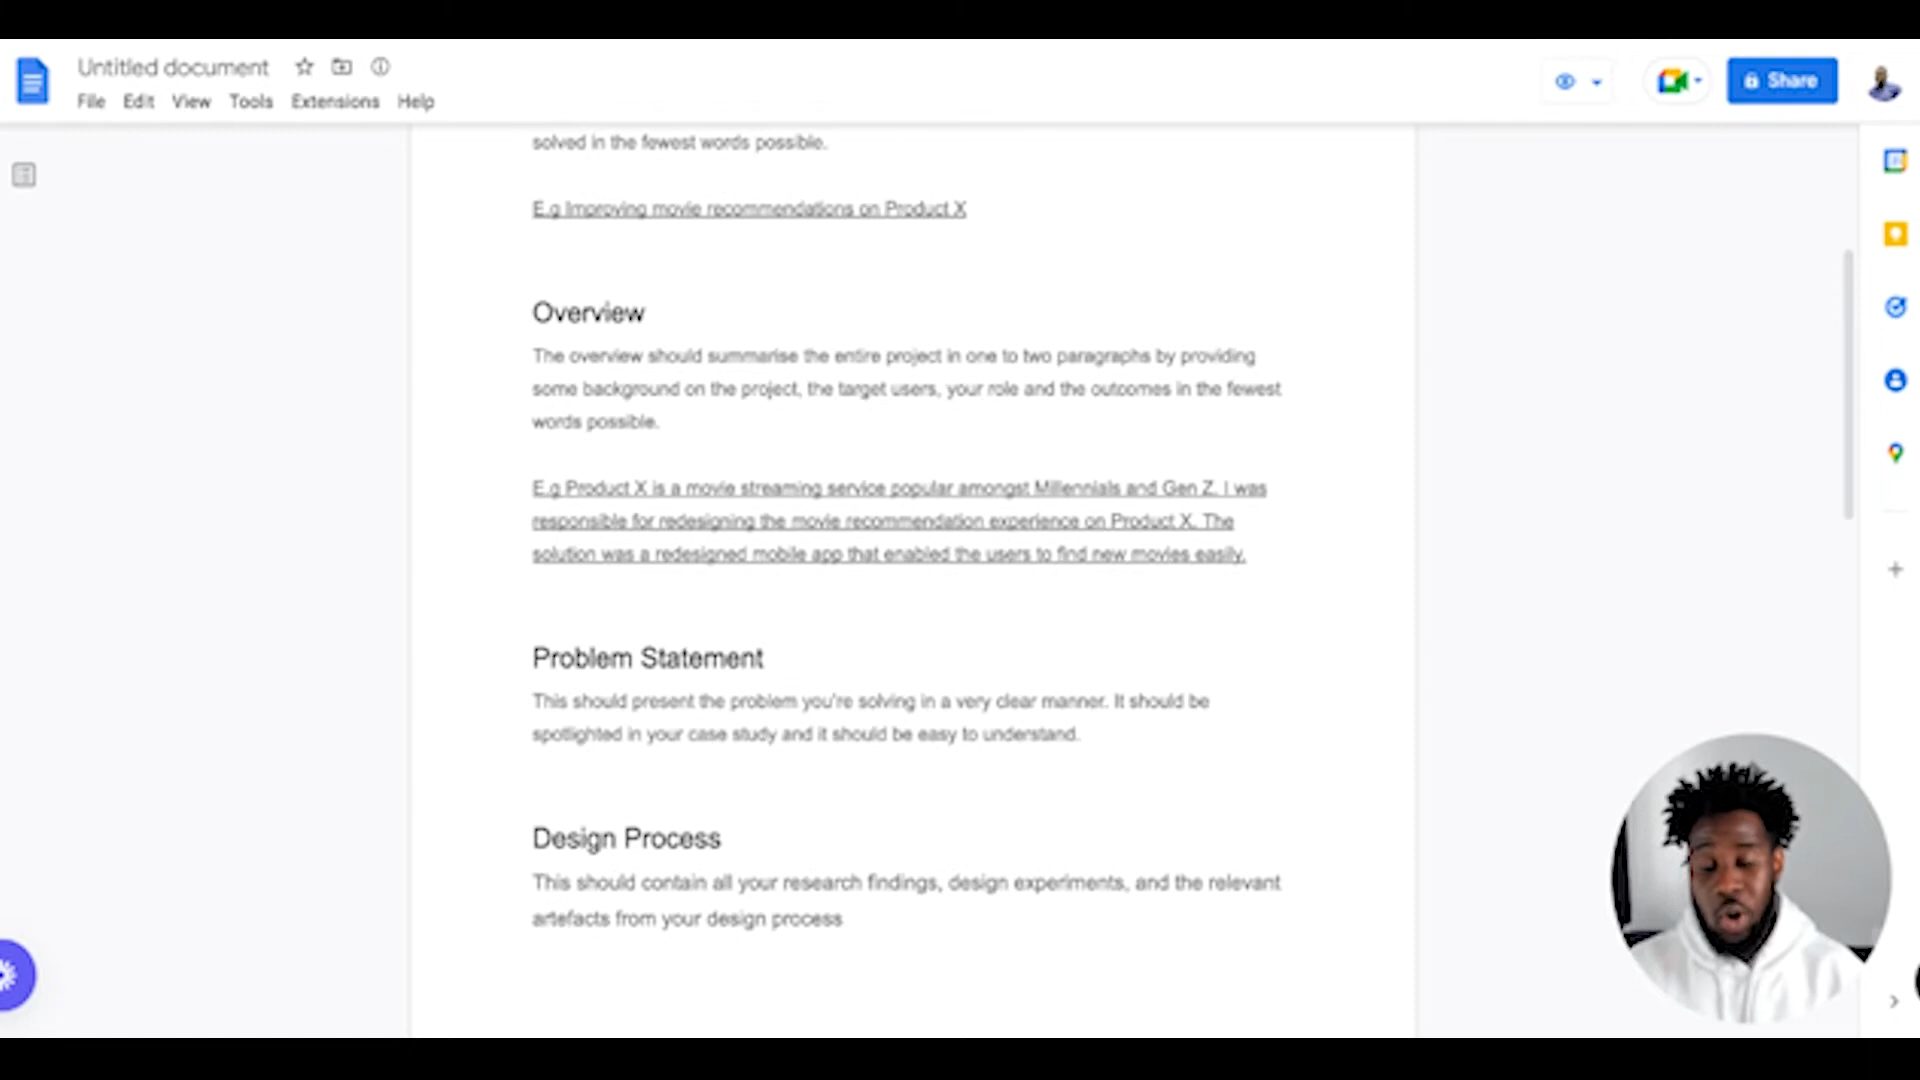 Untitled document
File Edit View Tools Extensions Help
Share
solved in the fewest words possible.
E.g Improving movie recommendations on Product X
Overview
The overview should summarise the entire project in one to two paragraphs by providing
some background on the project, the target users, your role and the outcomes in the fewest
words possible.
E.g Product X is a movie streaming service popular amongst Millennials and Gen Z. I was
responsible for redesigning the movie recommendation experience on Product X. The
solution was a redesigned mobile app that enabled the users to find new movies easily.
Problem Statement
This should present the problem you're solving in a very clear manner. It should be
spotlighted in your case study and it should be easy to understand.
Design Process
This should contain all your research findings, design experiments, and the relevant
artefacts from your design process